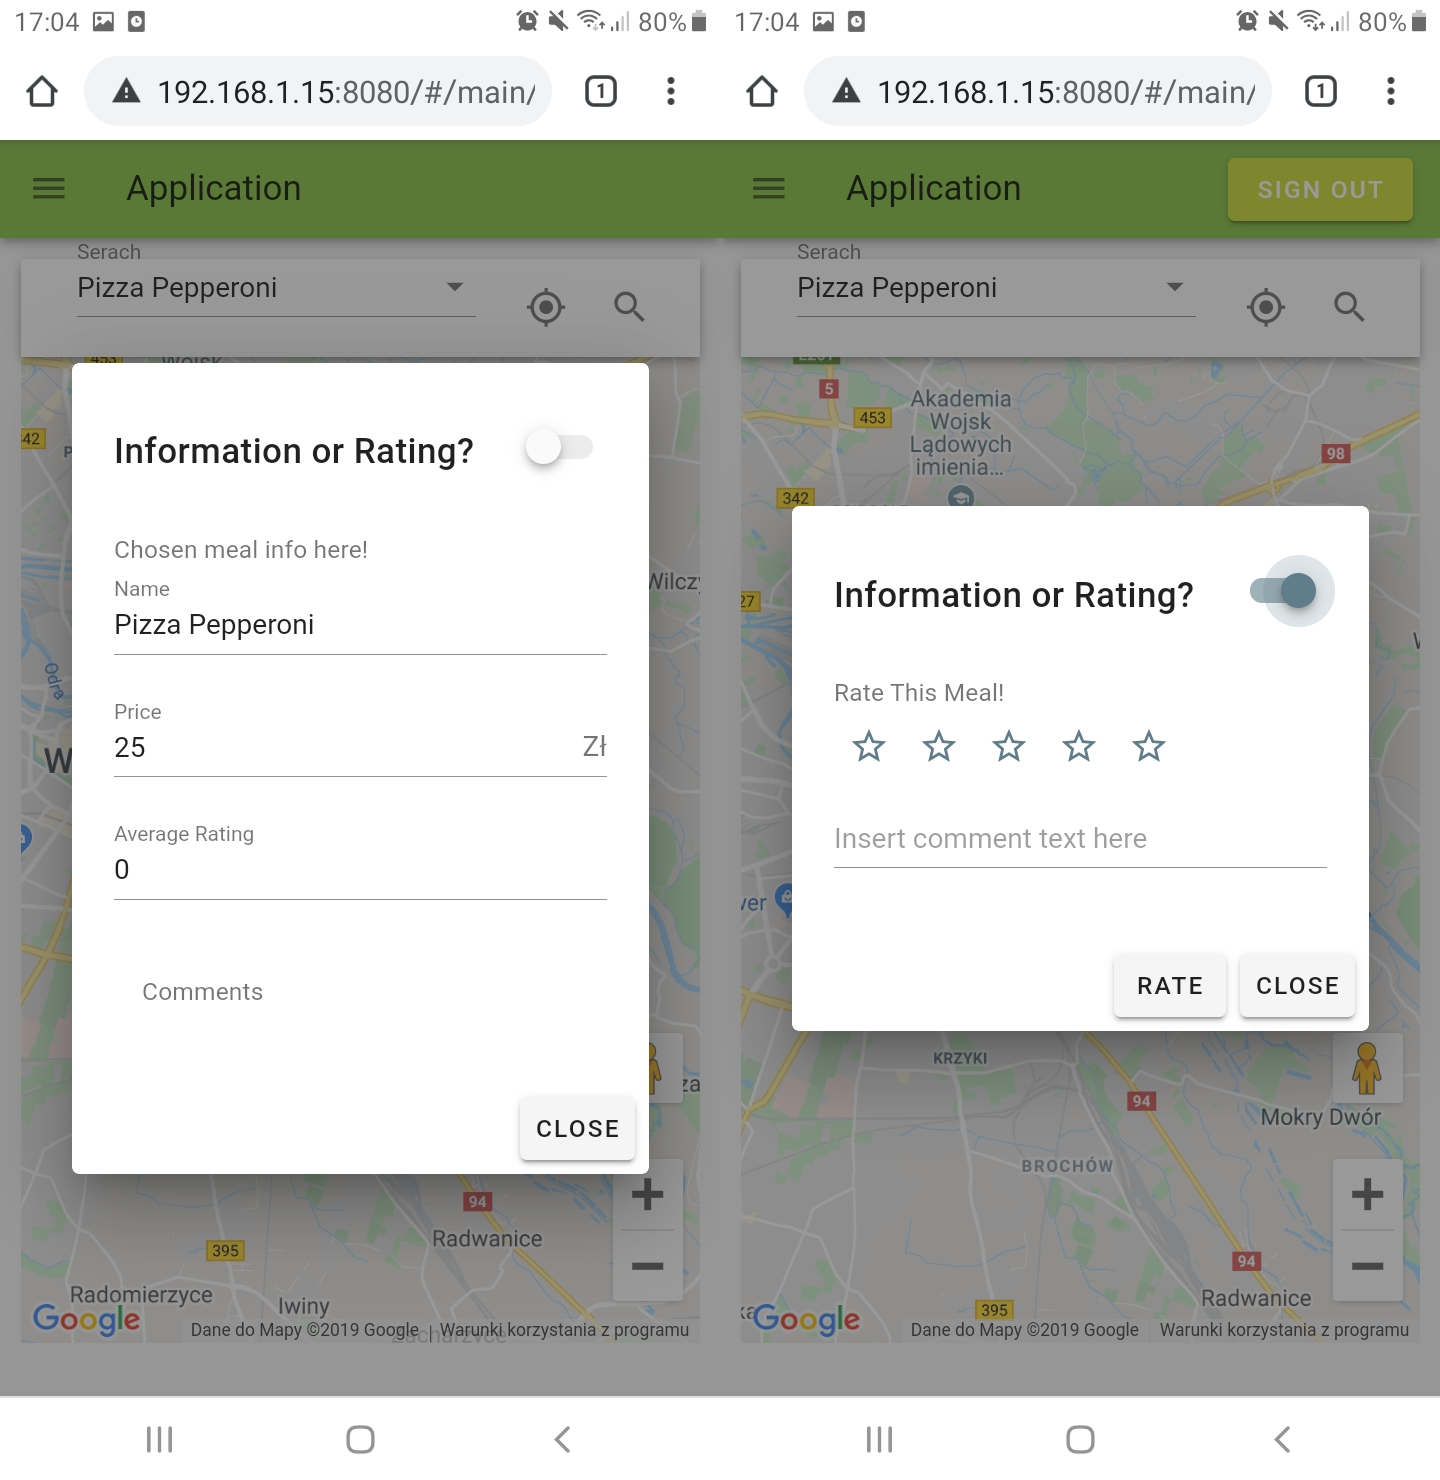 17:04
80%
192.168.1.15:8080/#/main/
1
Application
Serach
Pizza Pepperoni
Information or Rating?
Chosen meal info here!
Name
Pizza Pepperoni
Price
25
Zł
Average Rating
0
Comments
CLOSE
42
Odra
94
395
Radwanice
Radomierzyce
Iwiny
Google
Dane do Mapy ©2019 Google
Warunki korzystania z programu
17:04
80%
192.168.1.15:8080/#/main/
1
Application
SIGN OUT
Serach
Pizza Pepperoni
5
453
Akademia
Wojsk
Lądowych
imienia...
98
342
27
Information or Rating?
Rate This Meal!
Insert comment text here
RATE
CLOSE
KRZYKI
94
Mokry Dwór
BROCHÓW
94
Radwanice
395
Google
Dane do Mapy ©2019 Google
Warunki korzystania z programu